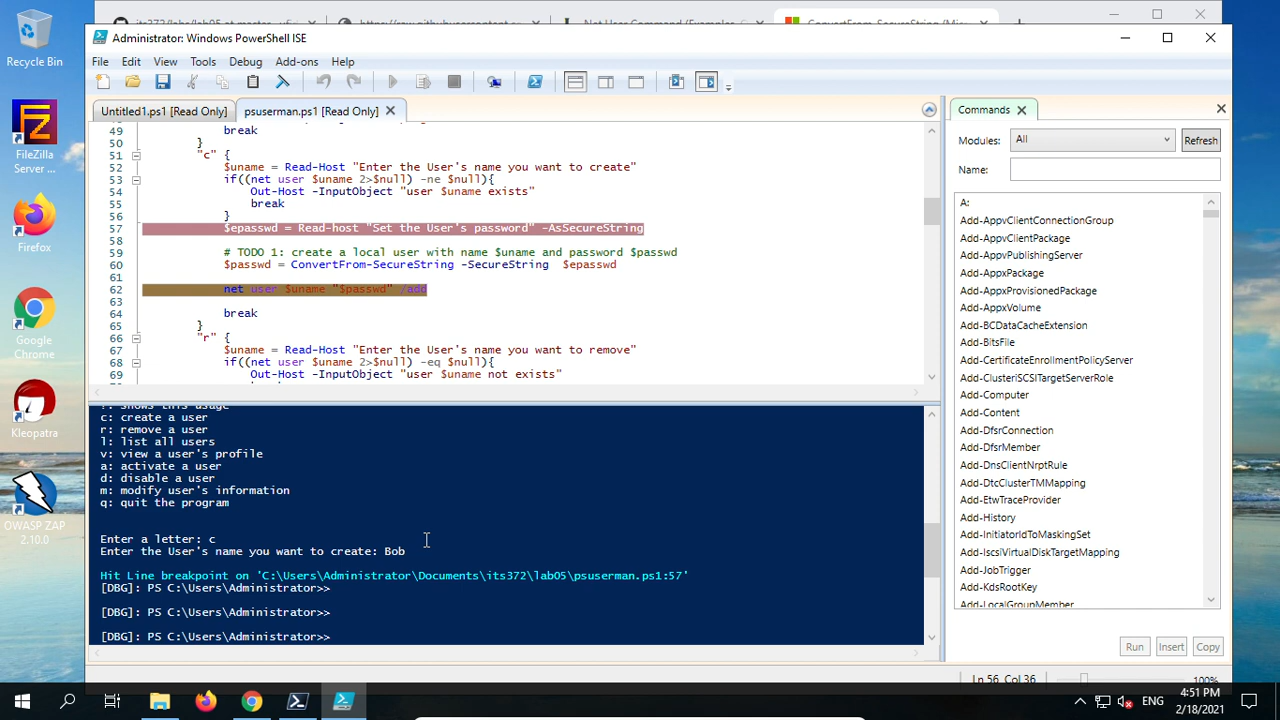 Recycle Bin
FileZilla
Server ...
Firefox
Google
Chrome
Kleopatra
OWASP ZAP
2.10.0
ConvertFrom-SecureString (Micr
Administrator: Windows PowerShell ISE
File Edit View Tools Debug Add-ons Help
Untitled1.ps1 [Read Only]
psuserman.ps1 [Read Only]
49 break
50 }
51 "c" {
52 $uname = Read-Host "Enter the User's name you want to create"
53 if((net user $uname 2>$null) -ne $null){
54 Out-Host -InputObject "user $uname exists"
55 break
56 }
57 $epasswd = Read-host "Set the User's password" -AsSecureString
58
59 # TODO 1: create a local user with name $uname and password $passwd
60 $passwd = ConvertFrom-SecureString -SecureString $epasswd
61
62 net user $uname "$passwd" /add
63
64 break
65 }
66 "r" {
67 $uname = Read-Host "Enter the User's name you want to remove"
68 if((net user $uname 2>$null) -eq $null){
69 Out-Host -InputObject "user $uname not exists"
?: shows this usage
c: create a user
r: remove a user
l: list all users
v: view a user's profile
a: activate a user
d: disable a user
m: modify user's information
q: quit the program
Enter a letter: c
Enter the User's name you want to create: Bob
Hit Line breakpoint on 'C:\Users\Administrator\Documents\its372\lab05\psuserman.ps1:57'
[DBG]: PS C:\Users\Administrator>>
[DBG]: PS C:\Users\Administrator>>
[DBG]: PS C:\Users\Administrator>>
Commands
Modules: All Refresh
Name:
A:
Add-AppvClientConnectionGroup
Add-AppvClientPackage
Add-AppvPublishingServer
Add-AppxPackage
Add-AppxProvisionedPackage
Add-AppxVolume
Add-BCDataCacheExtension
Add-BitsFile
Add-CertificateEnrollmentPolicyServer
Add-ClusteriSCSITargetServerRole
Add-Computer
Add-Content
Add-DfsrConnection
Add-DfsrMember
Add-DnsClientNrptRule
Add-DtcClusterTMMapping
Add-EtwTraceProvider
Add-History
Add-InitiatorIdToMaskingSet
Add-IscsiVirtualDiskTargetMapping
Add-JobTrigger
Add-KdsRootKey
Add-LocalGroupMember
Run Insert Copy
Ln 56, Col 36 100%
ENG
4:51 PM
2/18/2021